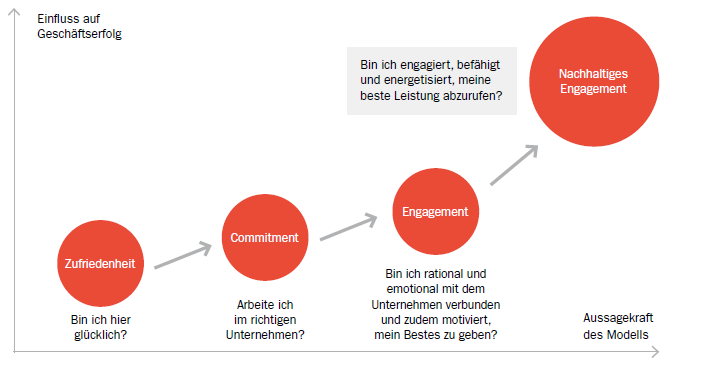 Einfluss auf
Geschäftserfolg
Bin ich engagiert, befähigt
und energetisiert, meine
beste Leistung abzurufen?
Nachhaltiges
Engagement
Engagement
Commitment
Zufriedenheit
Bin ich hier
glücklich?
Arbeite ich
im richtigen
Unternehmen?
Bin ich rational und
emotional mit dem
Unternehmen verbunden
und zudem motiviert,
mein Bestes zu geben?
Aussagekraft
des Modells